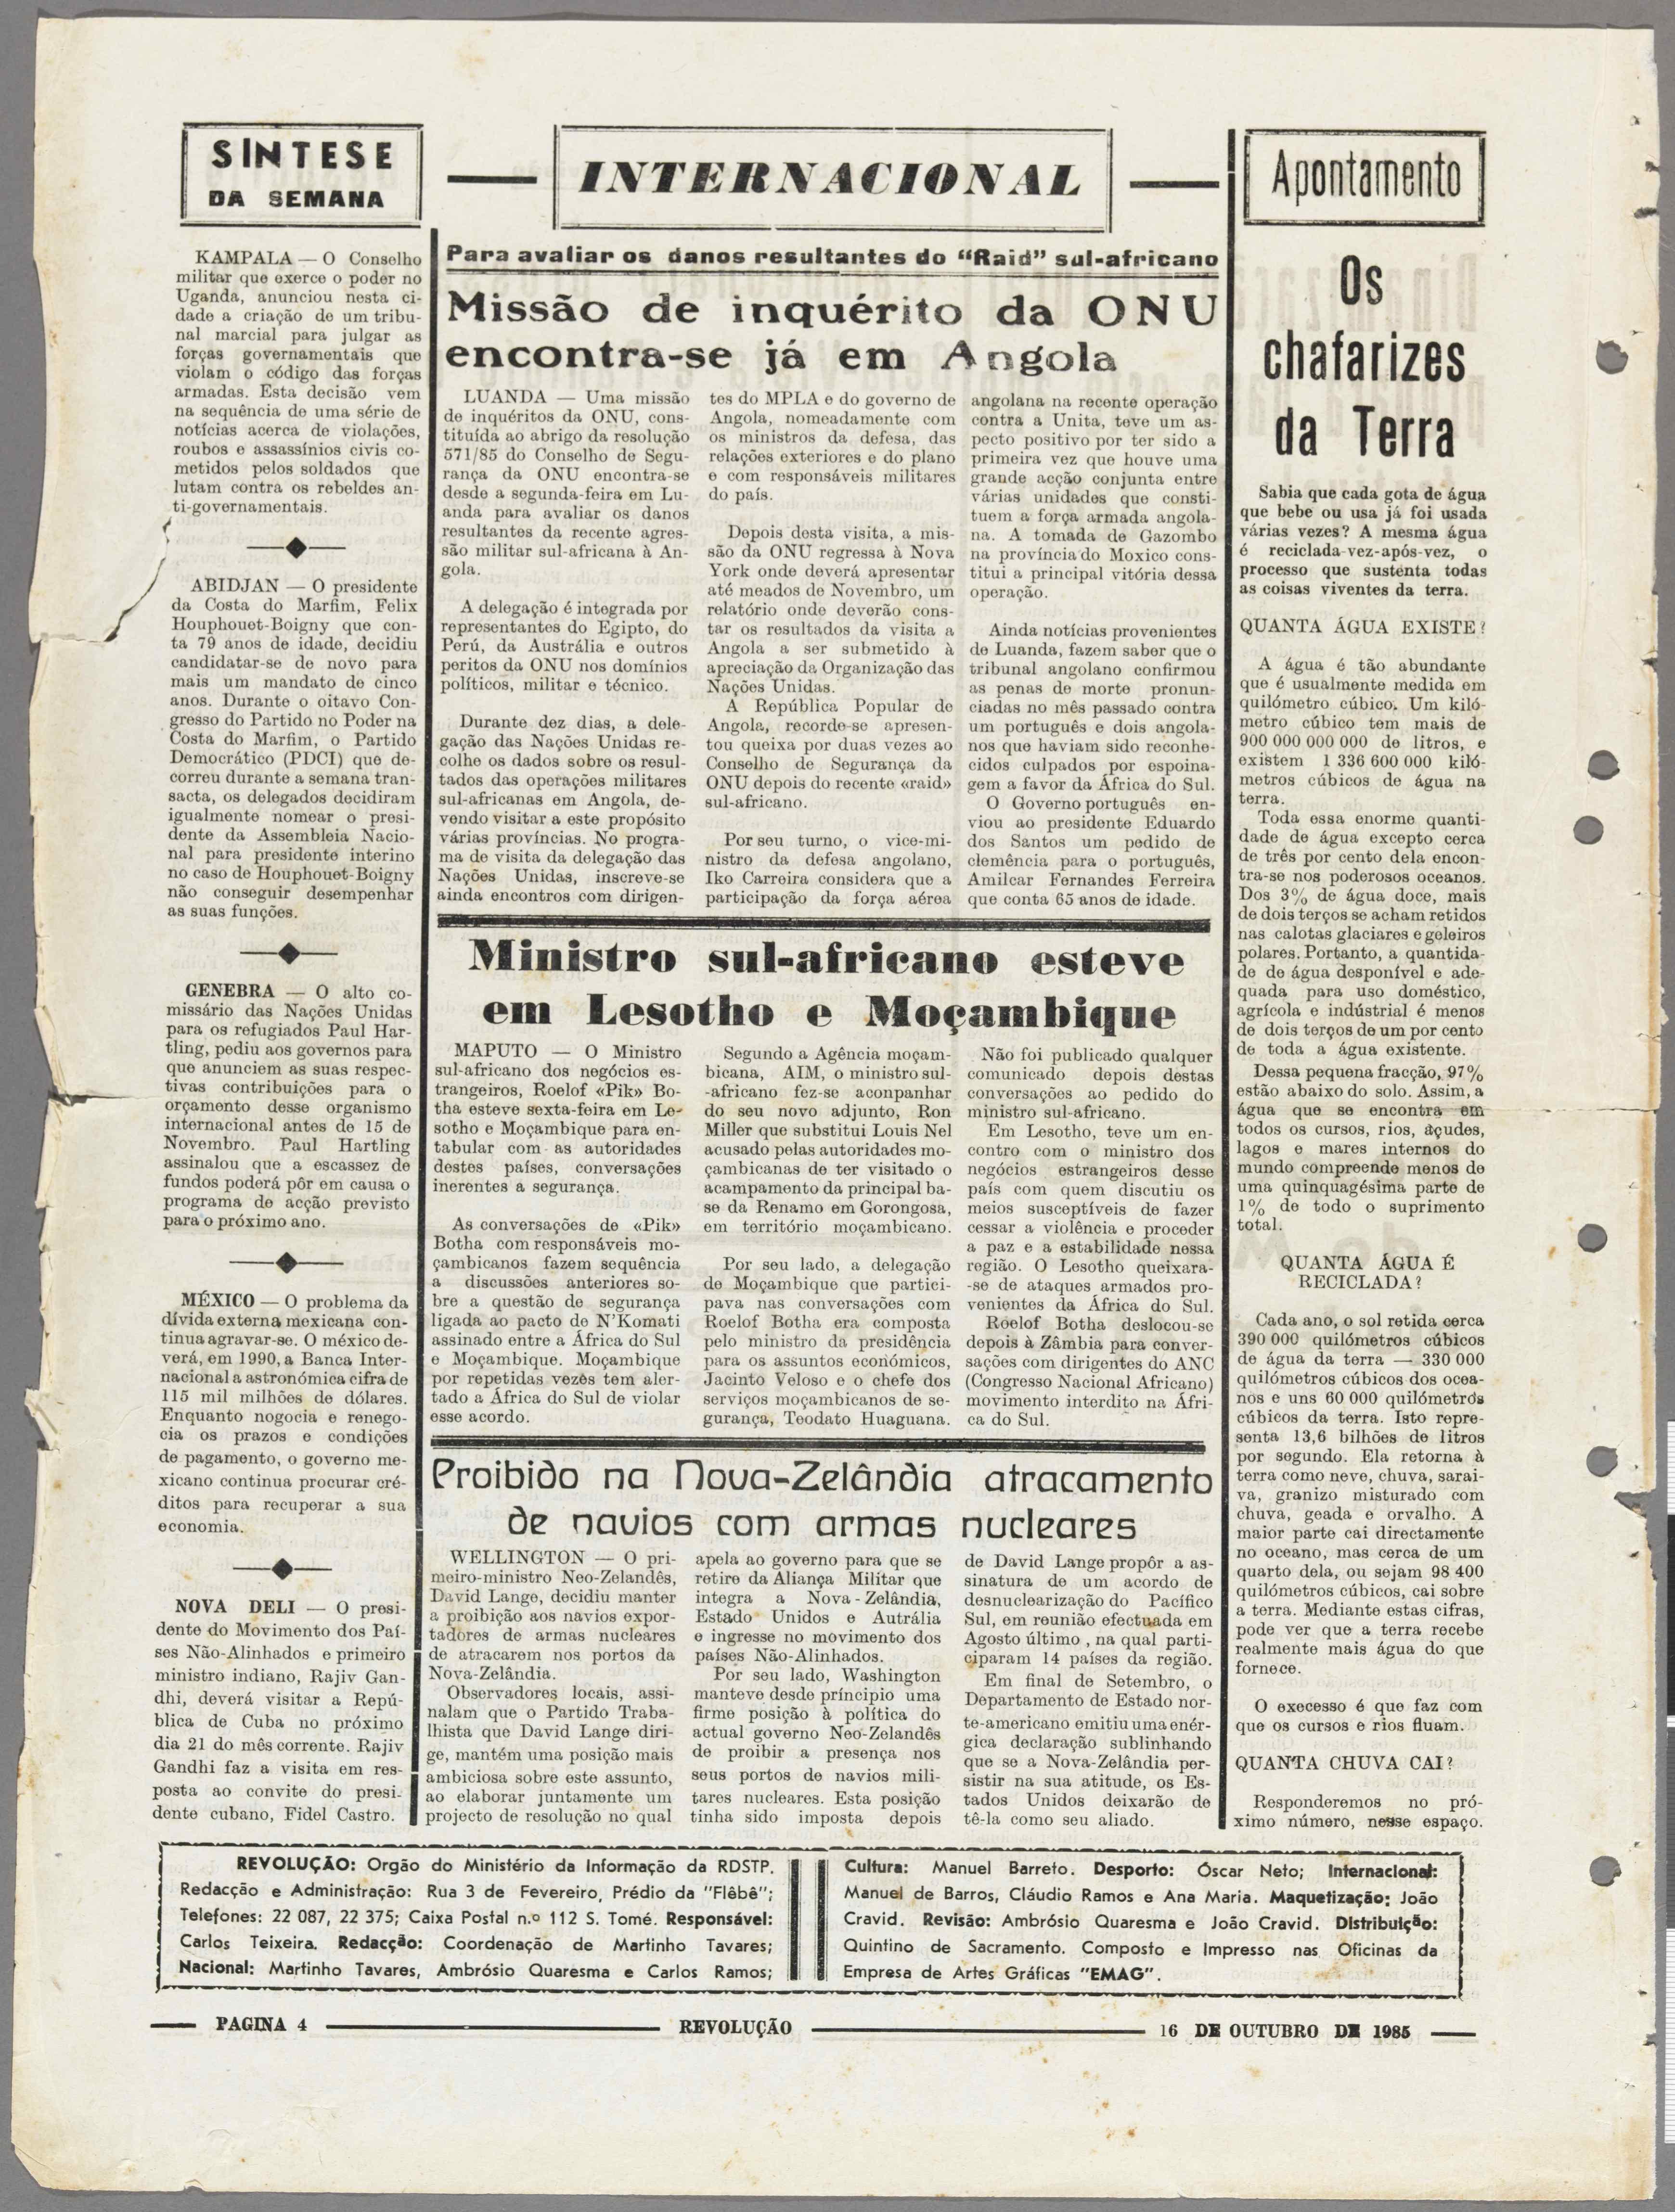 SINTESE
DA SEMANA
KAMPALA — O Conselho
militar que exerce o poder no
Uganda, anunciou nesta ci-
dade a criação de um tribu-
nal marcial para julgar as
forças governamentais que
violam o código das forças
armadas. Esta decisão vem
na sequência de uma série de
notícias acerca de violações,
roubos e assassínios civis co-
metidos pelos soldados que
lutam contra os rebeldes an-
ti-governamentais.
ABIDJAN — O presidente
da Costa do Marfim, Felix
Houphouet-Boigny que con-
ta 79 anos de idade, decidiu
candidatar-se de novo para
mais um mandato de cinco
anos. Durante o oitavo Con-
gresso do Partido no Poder na
Costa do Marfim, o Partido
Democrático (PDCI) que de-
correu durante a semana tran-
sacta, os delegados decidiram
igualmente nomear o presi-
dente da Assembleia Nacio-
nal para presidente interino
no caso de Houphouet-Boigny
não conseguir desempenhar
as suas funções.
GENEBRA — O alto co-
missário das Nações Unidas
para os refugiados Paul Har-
tling, pediu aos governos para
que anunciem as suas respec-
tivas contribuições para o
orçamento desse organismo
internacional antes de 15 de
Novembro. Paul Hartling
assinalou que a escassez de
fundos poderá pôr em causa o
programa de acção previsto
para o próximo ano.
MÉXICO — O problema da
dívida externa mexicana con-
tinua agravar-se. O méxico de-
verá, em 1990, a Banca Inter-
nacional a astronómica cifra de
115 mil milhões de dólares.
Enquanto nogocia e renego-
cia os prazos e condições
de pagamento, o governo me-
xicano continua procurar cré-
ditos para recuperar a sua
economia.
NOVA DELI — O presi-
dente do Movimento dos Paí-
ses Não-Alinhados e primeiro
ministro indiano, Rajiv Gan-
dhi, deverá visitar a Repú-
blica de Cuba no próximo
dia 21 do mês corrente. Rajiv
Gandhi faz a visita em res-
posta ao convite do presi-
dente cubano, Fidel Castro.
INTERNACIONAL
Para avaliar os danos resultantes do “Raid” sul-africano
Missão de inquérito da ONU
encontra-se já em Angola
LUANDA — Uma missão
de inquéritos da ONU, cons-
tituída ao abrigo da resolução
571/85 do Conselho de Segu-
rança da ONU encontra-se
desde a segunda-feira em Lu-
anda para avaliar os danos
resultantes da recente agres-
são militar sul-africana à An-
gola.
A delegação é integrada por
representantes do Egipto, do
Perú, da Austrália e outros
peritos da ONU nos domínios
políticos, militar e técnico.
Durante dez dias, a dele-
gação das Nações Unidas re-
colhe os dados sobre os resul-
tados das operações militares
sul-africanas em Angola, de-
vendo visitar a este propósito
várias províncias. No progra-
ma de visita da delegação das
Nações Unidas, inscreve-se
ainda encontros com dirigen-
tes do MPLA e do governo de
Angola, nomeadamente com
os ministros da defesa, das
relações exteriores e do plano
e com responsáveis militares
do país.
Depois desta visita, a mis-
são da ONU regressa à Nova
York onde deverá apresentar
até meados de Novembro, um
relatório onde deverão cons-
tar os resultados da visita a
Angola a ser submetido à
apreciação da Organização das
Nações Unidas.
A República Popular de
Angola, recorde-se apresen-
tou queixa por duas vezes ao
Conselho de Segurança da
ONU depois do recente «raid»
sul-africano.
Por seu turno, o vice-mi-
nistro da defesa angolano,
Iko Carreira considera que a
participação da força aérea
angolana na recente operação
contra a Unita, teve um as-
pecto positivo por ter sido a
primeira vez que houve uma
grande acção conjunta entre
várias unidades que consti-
tuem a força armada angola-
na. A tomada de Gazombo
na província do Moxico cons-
titui a principal vitória dessa
operação.
Ainda notícias provenientes
de Luanda, fazem saber que o
tribunal angolano confirmou
as penas de morte pronun-
ciadas no mês passado contra
um português e dois angola-
nos que haviam sido reconhe-
cidos culpados por espoina-
gem a favor da África do Sul.
O Governo português en-
viou ao presidente Eduardo
dos Santos um pedido de
clemência para o português,
Amilcar Fernandes Ferreira
que conta 65 anos de idade.
Ministro sul-africano esteve
em Lesotho e Moçambique
MAPUTO — O Ministro
sul-africano dos negócios es-
trangeiros, Roelof «Pik» Bo-
tha esteve sexta-feira em Le-
sotho e Moçambique para en-
tabular com as autoridades
destes países, conversações
inerentes a segurança.
As conversações de «Pik»
Botha com responsáveis mo-
çambicanos fazem sequência
a discussões anteriores so-
bre a questão de segurança
ligada ao pacto de N'Komati
assinado entre a África do Sul
e Moçambique. Moçambique
por repetidas vezes tem aler-
tado a África do Sul de violar
esse acordo.
Segundo a Agência moçam-
bicana, AIM, o ministro sul-
-africano fez-se aconpanhar
do seu novo adjunto, Ron
Miller que substitui Louis Nel
acusado pelas autoridades mo-
çambicanas de ter visitado o
acampamento da principal ba-
se da Renamo em Gorongosa,
em território moçambicano.
Por seu lado, a delegação
de Moçambique que partici-
pava nas conversações com
Roelof Botha era composta
pelo ministro da presidência
para os assuntos económicos,
Jacinto Veloso e o chefe dos
serviços moçambicanos de se-
gurança, Teodato Huaguana.
Não foi publicado qualquer
comunicado depois destas
conversações ao pedido do
ministro sul-africano.
Em Lesotho, teve um en-
contro com o ministro dos
negócios estrangeiros desse
país com quem discutiu os
meios susceptíveis de fazer
cessar a violência e proceder
a paz e a estabilidade nessa
região. O Lesotho queixara-
-se de ataques armados pro-
venientes da África do Sul.
Roelof Botha deslocou-se
depois à Zâmbia para conver-
sações com dirigentes do ANC
(Congresso Nacional Africano)
movimento interdito na Áfri-
ca do Sul.
Proibido na Nova-Zelândia atracamento
de navios com armas nucleares
WELLINGTON — O pri-
meiro-ministro Neo-Zelandês,
David Lange, decidiu manter
a proibição aos navios expor-
tadores de armas nucleares
de atracarem nos portos da
Nova-Zelândia.
Observadores locais, assi-
nalam que o Partido Traba-
lhista que David Lange diri-
ge, mantém uma posição mais
ambiciosa sobre este assunto,
ao elaborar juntamente um
projecto de resolução no qual
apela ao governo para que se
retire da Aliança Militar que
integra a Nova-Zelândia,
Estado Unidos e Autrália
e ingresse no movimento dos
países Não-Alinhados.
Por seu lado, Washington
manteve desde príncipio uma
firme posição à política do
actual governo Neo-Zelandês
de proibir a presença nos
seus portos de navios mili-
tares nucleares. Esta posição
tinha sido imposta depois
de David Lange propôr a as-
sinatura de um acordo de
desnuclearização do Pacífico
Sul, em reunião efectuada em
Agosto último , na qual parti-
ciparam 14 países da região.
Em final de Setembro, o
Departamento de Estado nor-
te-americano emitiu uma enér-
gica declaração sublinhando
que se a Nova-Zelândia per-
sistir na sua atitude, os Es-
tados Unidos deixarão de
tê-la como seu aliado.
Apontamento
Os
chafarizes
da Terra
Sabia que cada gota de água
que bebe ou usa já foi usada
várias vezes? A mesma água
é reciclada-vez-após-vez, o
processo que sustenta todas
as coisas viventes da terra.
QUANTA ÁGUA EXISTE?
A água é tão abundante
que é usualmente medida em
quilómetro cúbico. Um kiló-
metro cúbico tem mais de
900 000 000 000 de litros, e
existem 1 336 600 000 kiló-
metros cúbicos de água na
terra.
Toda essa enorme quanti-
dade de água excepto cerca
de três por cento dela encon-
tra-se nos poderosos oceanos.
Dos 3% de água doce, mais
de dois terços se acham retidos
nas calotas glaciares e geleiros
polares. Portanto, a quantida-
de de água desponível e ade-
quada para uso doméstico,
agrícola e indústrial é menos
de dois terços de um por cento
de toda a água existente.
Dessa pequena fracção, 97%
estão abaixo do solo. Assim, a
água que se encontra em
todos os cursos, rios, açudes,
lagos e mares internos do
mundo compreende menos de
uma quinquagésima parte de
1% de todo o suprimento
total.
QUANTA ÁGUA É
RECICLADA?
Cada ano, o sol retida cerca
390 000 quilómetros cúbicos
de água da terra — 330 000
quilómetros cúbicos dos ocea-
nos e uns 60 000 quilómetrós
cúbicos da terra. Isto repre-
senta 13,6 bilhões de litros
por segundo. Ela retorna à
terra como neve, chuva, sarai-
va, granizo misturado com
chuva, geada e orvalho. A
maior parte cai directamente
no oceano, mas cerca de um
quarto dela, ou sejam 98 400
quilómetros cúbicos, cai sobre
a terra. Mediante estas cifras,
pode ver que a terra recebe
realmente mais água do que
fornece.
O execesso é que faz com
que os cursos e rios fluam.
QUANTA CHUVA CAI?
Responderemos no pró-
ximo número, nesse espaço.
REVOLUÇÃO: Orgão do Ministério da Informação da RDSTP.
Redacção e Administração: Rua 3 de Fevereiro, Prédio da "Flêbê";
Telefones: 22 087, 22 375; Caixa Postal n.º 112 S. Tomé. Responsável:
Carlos Teixeira. Redacção: Coordenação de Martinho Tavares;
Nacional: Martinho Tavares, Ambrósio Quaresma e Carlos Ramos;
Cultura: Manuel Barreto. Desporto: Óscar Neto; Internacional:
Manuel de Barros, Cláudio Ramos e Ana Maria. Maquetização: João
Cravid. Revisão: Ambrósio Quaresma e João Cravid. Distribuição:
Quintino de Sacramento. Composto e Impresso nas Oficinas da
Empresa de Artes Gráficas "EMAG".
PAGINA 4
REVOLUÇÃO
16 DE OUTUBRO DE 1985